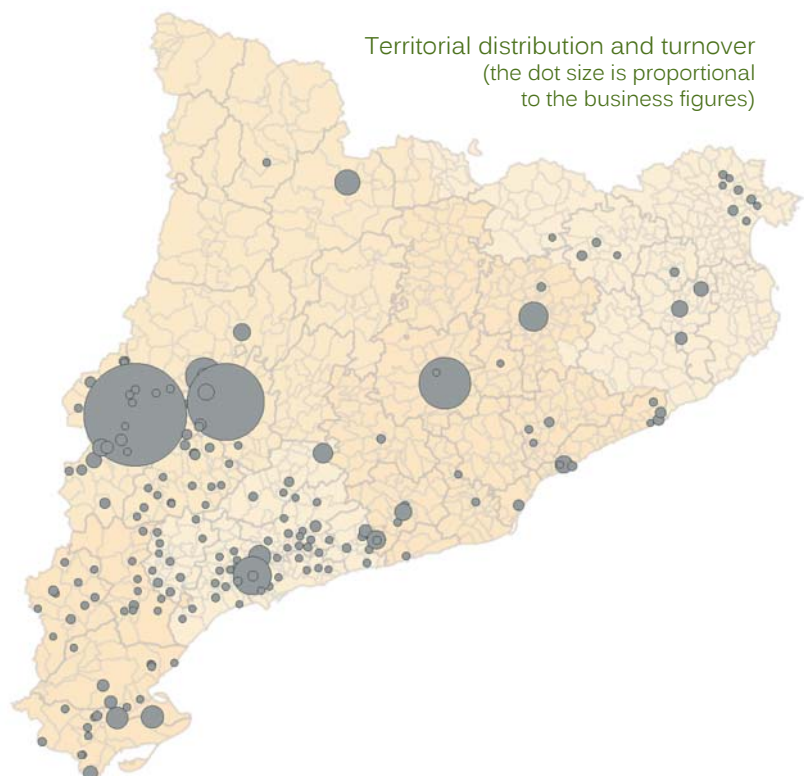 Territorial distribution and turnover
(the dot size is proportional
to the business figures)